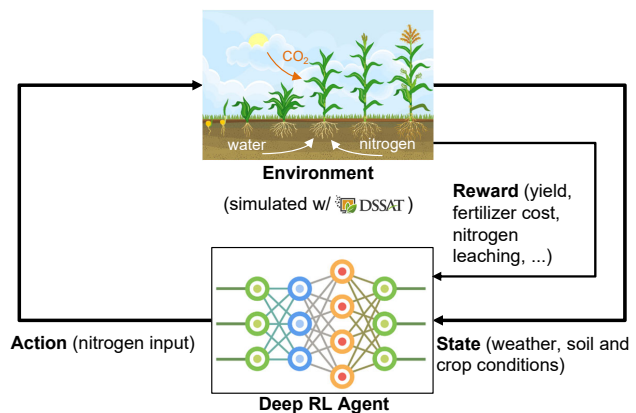 CO₂
water
nitrogen
Environment
(simulated w/ DSSAT )
Reward (yield,
fertilizer cost,
nitrogen
leaching, ...)
Action (nitrogen input)
State (weather, soil and
crop conditions)
Deep RL Agent